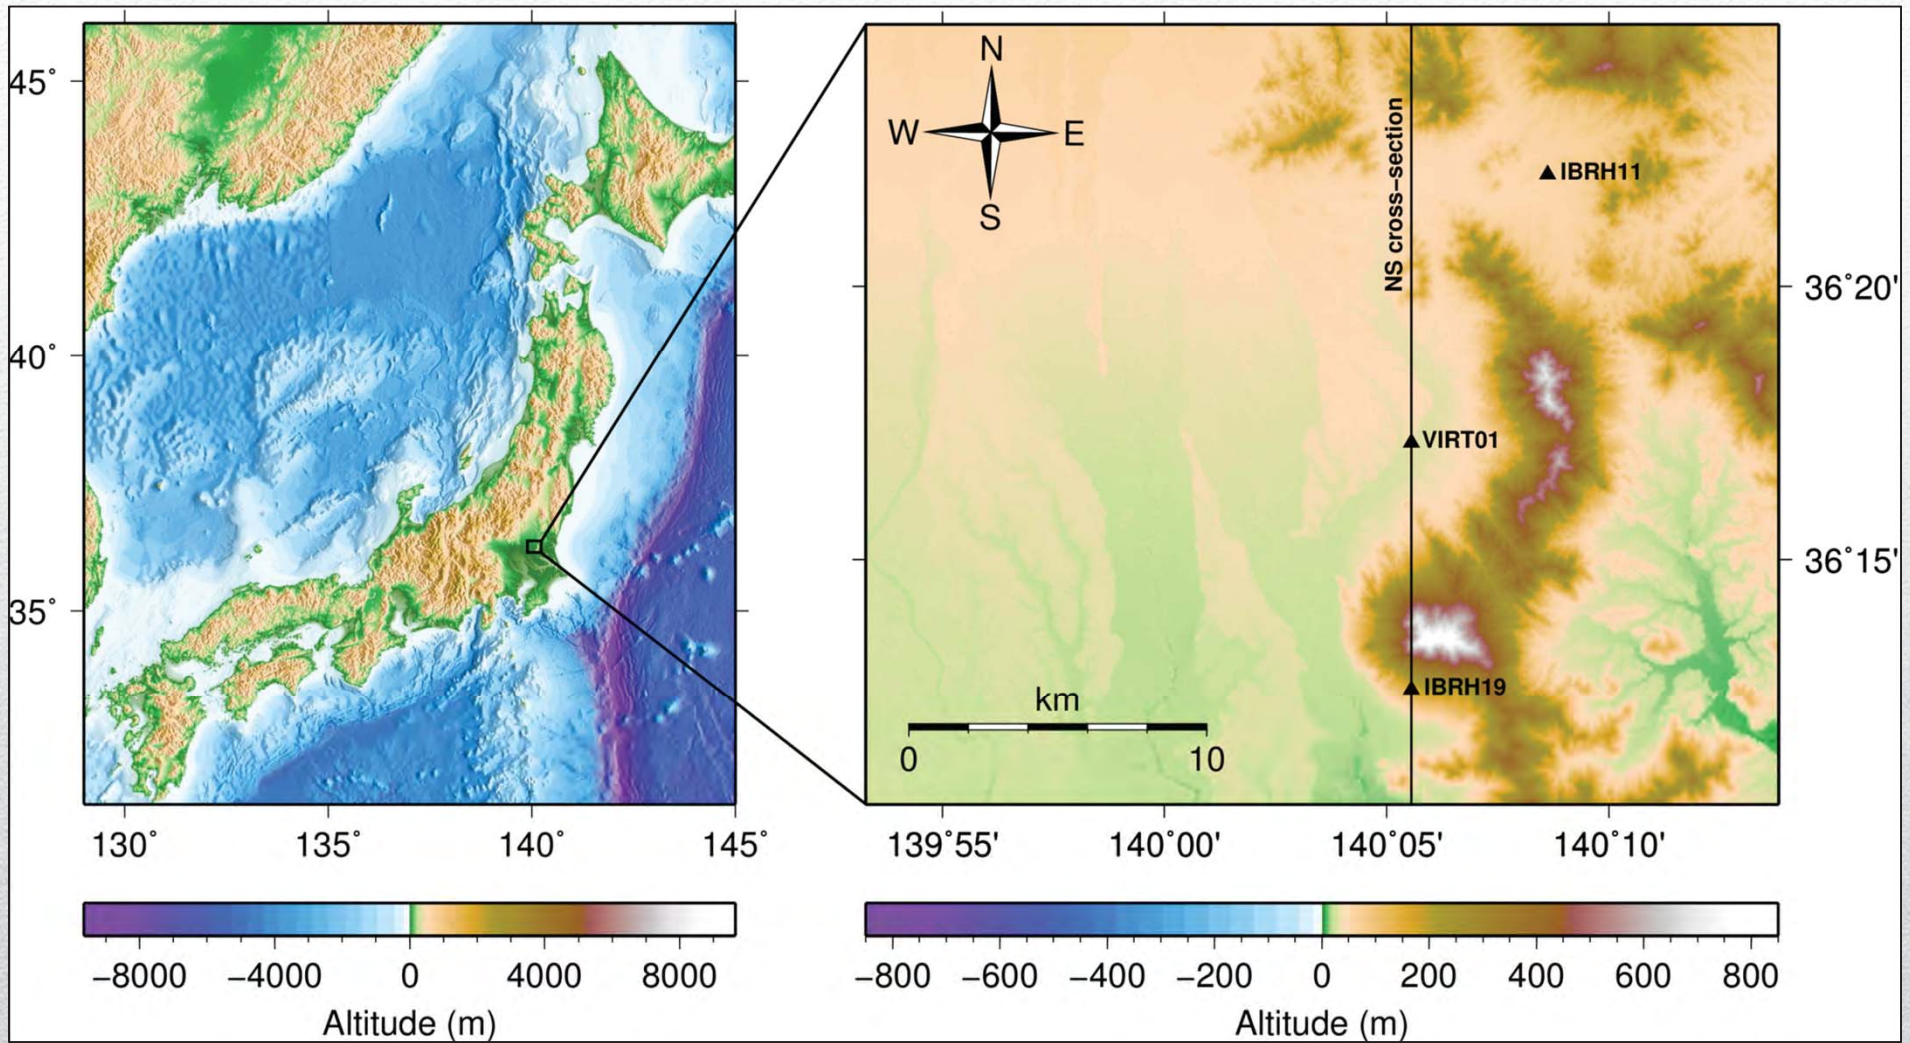 45°
40°
35°
130° 135° 140° 145°
−8000 −4000 0 4000 8000
Altitude (m)
N
W E
S
NS cross−section
IBRH11
VIRT01
IBRH19
km
0 10
36°20'
36°15'
139°55' 140°00' 140°05' 140°10'
−800 −600 −400 −200 0 200 400 600 800
Altitude (m)